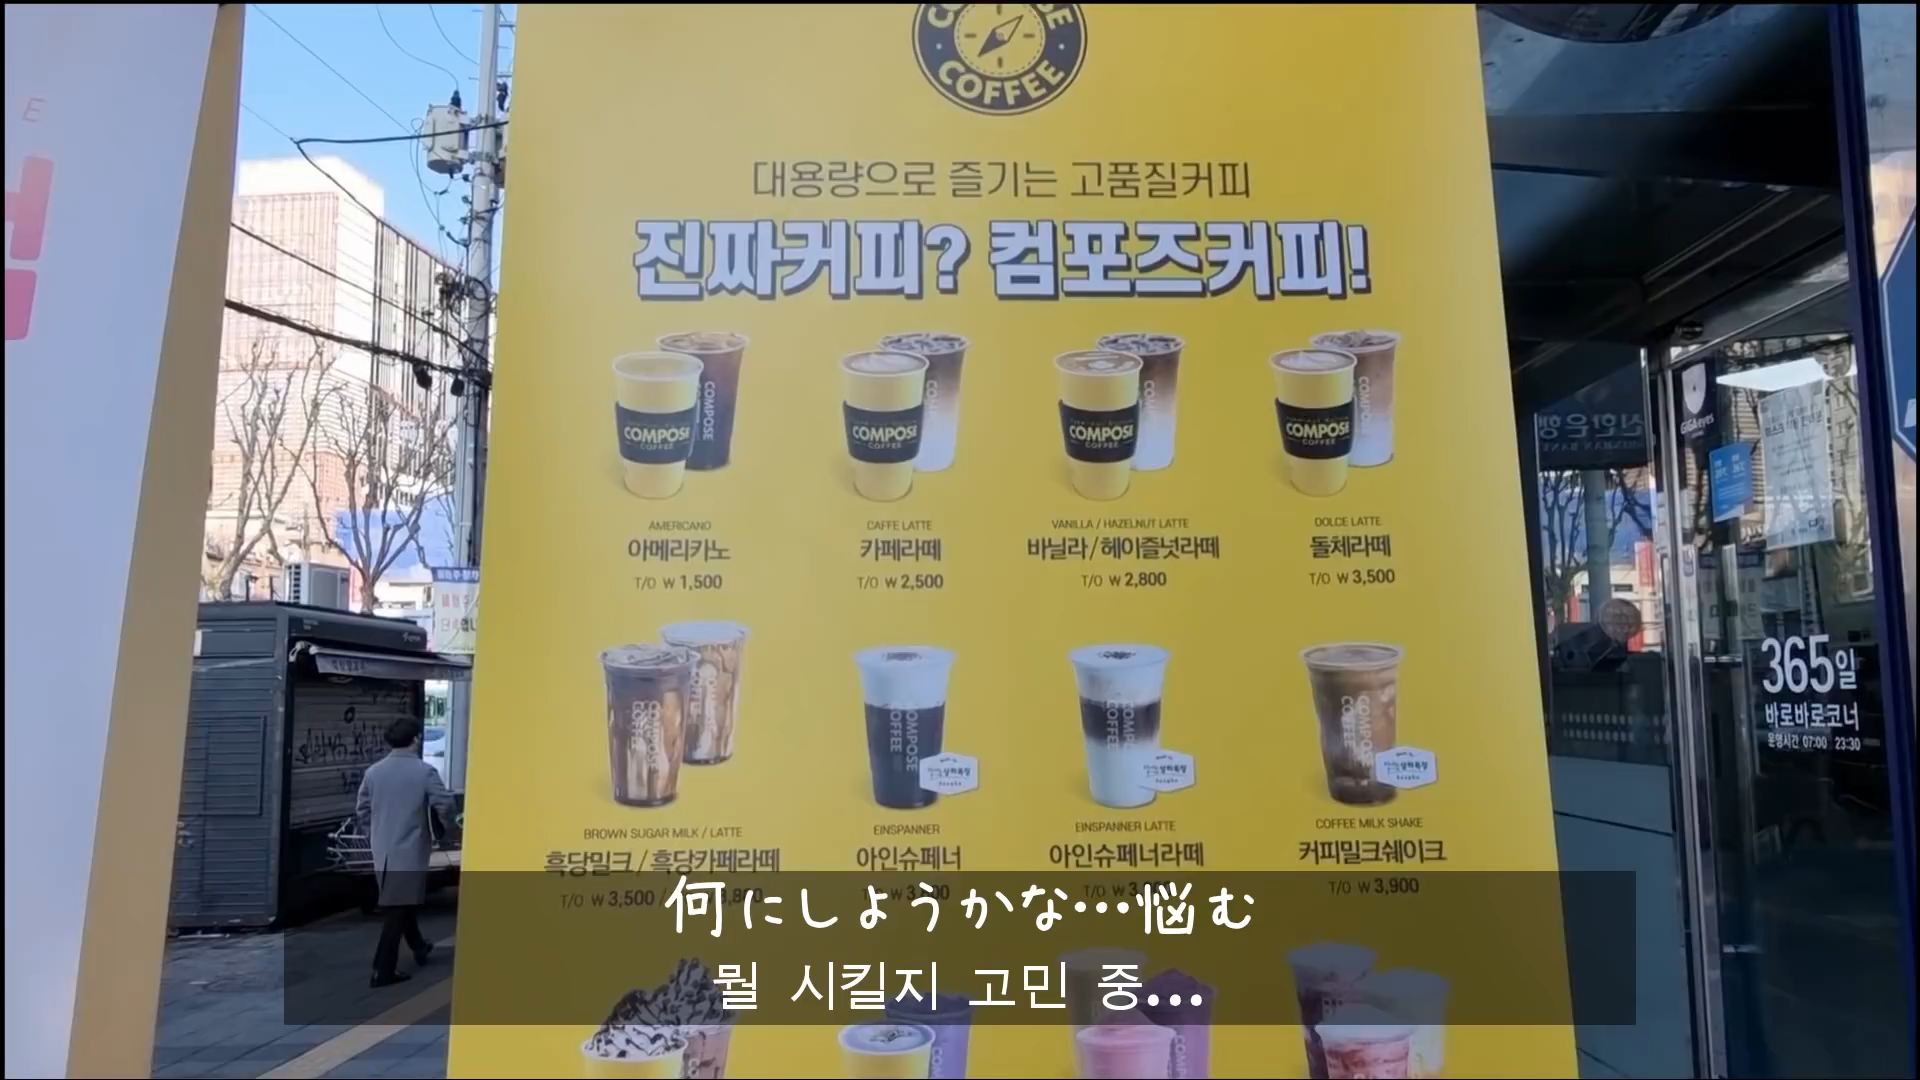 COFFEE
대용량으로 즐기는 고품질커피
진짜커피? 컴포즈커피!
COMPOSE COFFEE
COMPOSE
COMPOSE COFFEE
COMPOSE COFFEE
COMPOSE COFFEE
AMERICANO
아메리카노
T/O ₩ 1,500
CAFFE LATTE
카페라떼
T/O ₩ 2,500
VANILLA / HAZELNUT LATTE
바닐라/헤이즐넛라떼
T/O ₩ 2,800
DOLCE LATTE
돌체라떼
T/O ₩ 3,500
COMPOSE COFFEE
COMPOSE COFFEE
COMPOSE COFFEE
COMPOSE COFFEE
BROWN SUGAR MILK / LATTE
흑당밀크/흑당카페라떼
T/O ₩ 3,500
EINSPANNER
아인슈페너
EINSPANNER LATTE
아인슈페너라떼
COFFEE MILK SHAKE
커피밀크쉐이크
T/O ₩ 3,900
GiGAeyes
365일
바로바로코너
운영시간 07:00 23:30
何にしようかな…悩む
뭘 시킬지 고민 중...